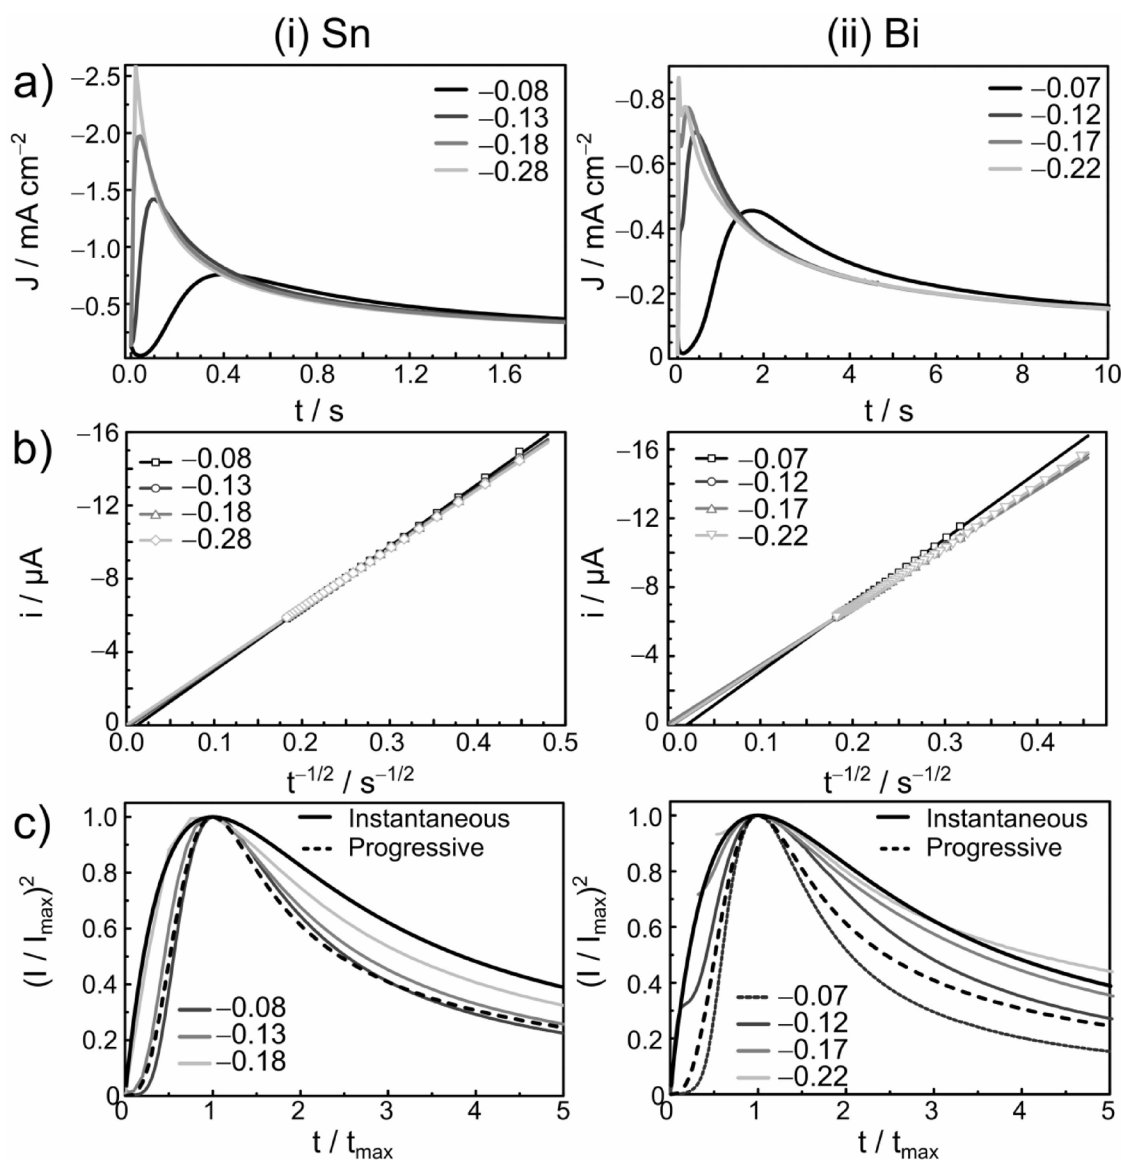 (i) Sn
(ii) Bi
a)
J / mA cm⁻²
−2.5
−2.0
−1.5
−1.0
−0.5
−0.08
−0.13
−0.18
−0.28
0.0 0.4 0.8 1.2 1.6
t / s
J / mA cm⁻²
−0.8
−0.6
−0.4
−0.2
0
−0.07
−0.12
−0.17
−0.22
0 2 4 6 8 10
t / s
b)
i / µA
−16
−12
−8
−4
0
−0.08
−0.13
−0.18
−0.28
0.0 0.1 0.2 0.3 0.4 0.5
t⁻¹/² / s⁻¹/²
i / µA
−16
−12
−8
−4
0
−0.07
−0.12
−0.17
−0.22
0.0 0.1 0.2 0.3 0.4
t⁻¹/² / s⁻¹/²
c)
(I / Imax)²
1.0
0.8
0.6
0.4
0.2
0
Instantaneous
Progressive
−0.08
−0.13
−0.18
0 1 2 3 4 5
t / tmax
(I / Imax)²
1.0
0.8
0.6
0.4
0.2
0
Instantaneous
Progressive
−0.07
−0.12
−0.17
−0.22
0 1 2 3 4 5
t / tmax